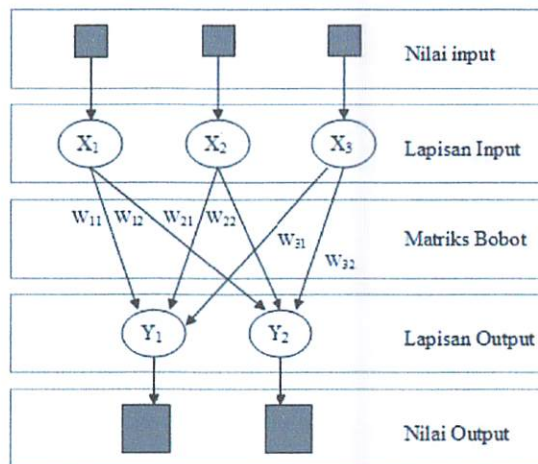 Nilai input
X1 X2 X3 Lapisan Input
W11 W12 W21 W22 W31 W32 Matriks Bobot
Y1 Y2 Lapisan Output
Nilai Output